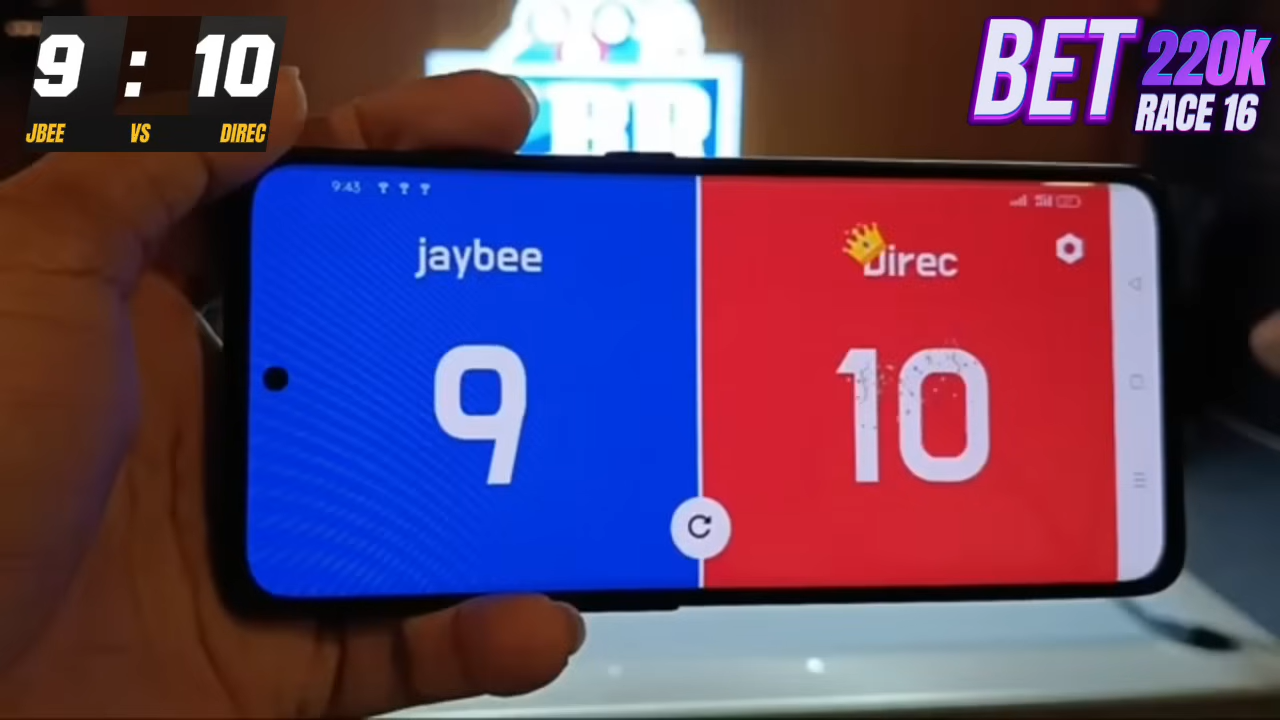 9 : 10
JBEE VS DIREC
BET 220k
RACE 16
9:43
jaybee
Direc
9
10